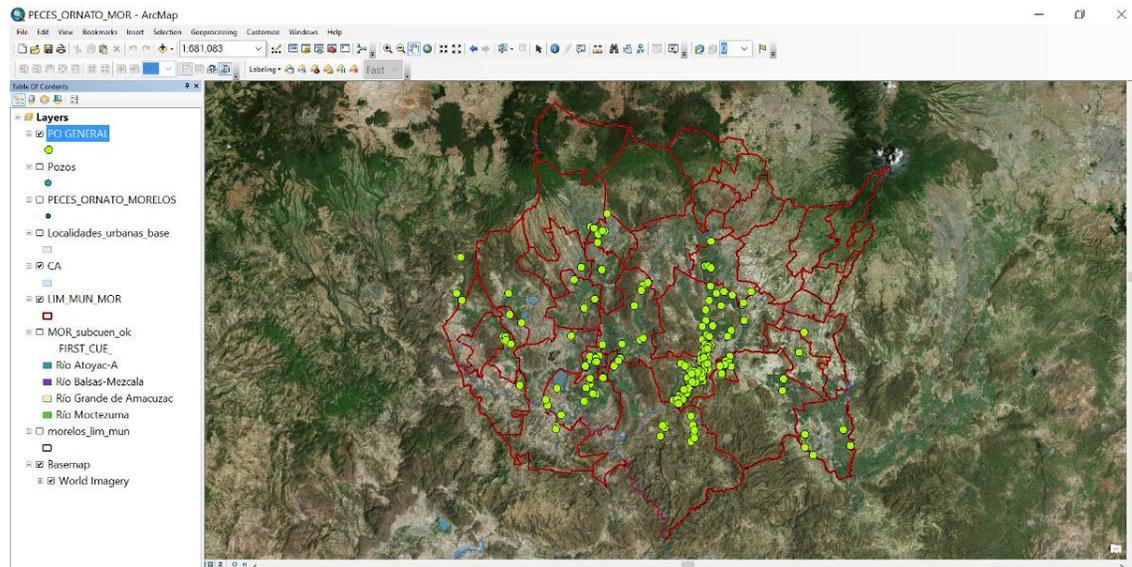 PECES_ORNATO_MOR - ArcMap
File Edit View Bookmarks Insert Selection Geoprocessing Customize Windows Help
1:681,083
Labeling Fast
Table Of Contents
Layers
PO GENERAL
Pozos
PECES_ORNATO_MORELOS
Localidades_urbanas_base
CA
LIM_MUN_MOR
MOR_subcuen_ok
FIRST_CUE_
Río Atoyac-A
Río Balsas-Mezcala
Río Grande de Amacuzac
Río Moctezuma
morelos_lim_mun
Basemap
World Imagery